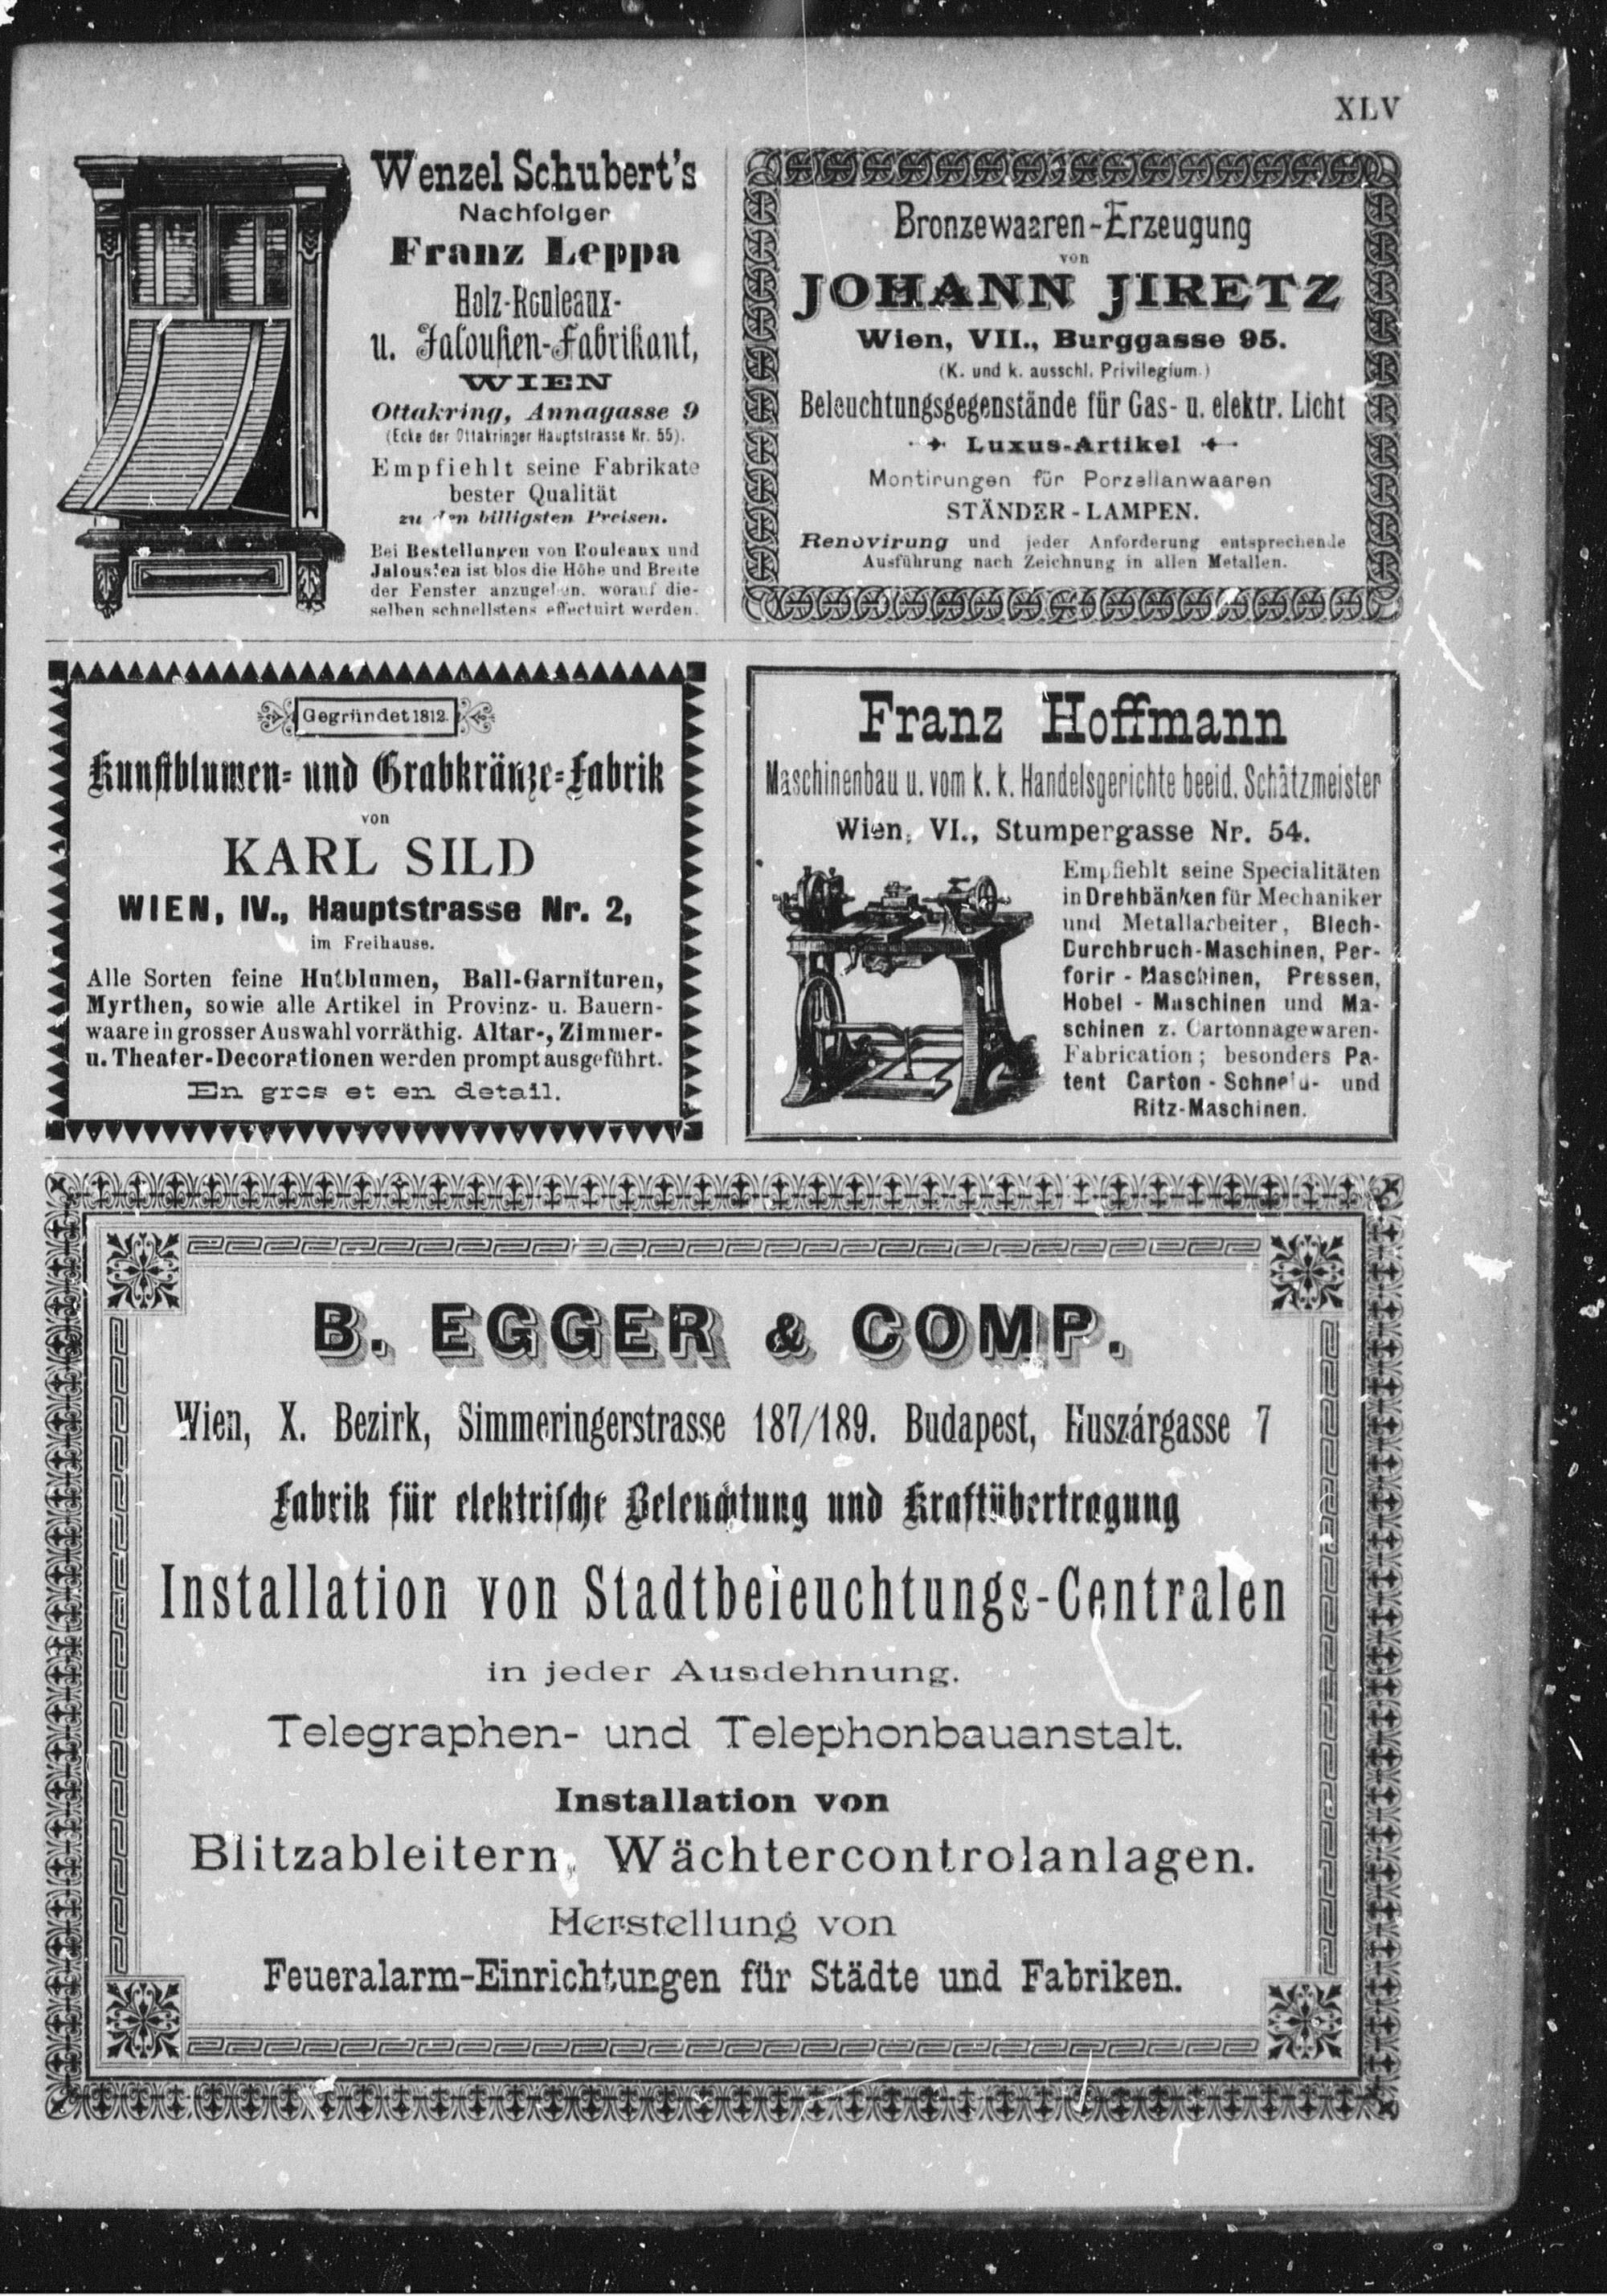 XLV
Wenzel Schubert's
Nachfolger
Franz Leppa
Holz-Rouleaux-
u. Jalousien-Fabrikant,
WIEN
Ottakring, Annagasse 9
(Ecke der Ottakringer Hauptstrasse Nr. 55).
Empfiehlt seine Fabrikate
bester Qualität
zu den billigsten Preisen.
Bei Bestellungen von Rouleaux und
Jalousien ist blos die Höhe und Breite
der Fenster anzugeben, worauf die-
selben schnellstens effectuirt werden.
Bronzewaaren-Erzeugung
von
JOHANN JIRETZ
Wien, VII., Burggasse 95.
(K. und k. ausschl. Privilegium.)
Beleuchtungsgegenstände für Gas- u. elektr. Licht
Luxus-Artikel
Montirungen für Porzellanwaaren
STÄNDER-LAMPEN.
Renovirung und jeder Anforderung entsprechende
Ausführung nach Zeichnung in allen Metallen.
Gegründet 1812.
Kunstblumen- und Grabkränze-Fabrik
von
KARL SILD
WIEN, IV., Hauptstrasse Nr. 2,
im Freihause.
Alle Sorten feine Hutblumen, Ball-Garnituren,
Myrthen, sowie alle Artikel in Provinz- u. Bauern-
waare in grosser Auswahl vorräthig. Altar-, Zimmer-
u. Theater-Decorationen werden prompt ausgeführt.
En gros et en detail.
Franz Hoffmann
Maschinenbau u. vom k. k. Handelsgerichte beeid. Schätzmeister
Wien, VI., Stumpergasse Nr. 54.
Empfiehlt seine Specialitäten
in Drehbänken für Mechaniker
und Metallarbeiter, Blech-
Durchbruch-Maschinen, Per-
forir-Maschinen, Pressen,
Hobel-Maschinen und Ma-
schinen z. Cartonnagewaren-
Fabrication; besonders Pa-
tent Carton-Schneid- und
Ritz-Maschinen.
B. EGGER & COMP.
Wien, X. Bezirk, Simmeringerstrasse 187/189. Budapest, Huszárgasse 7
Fabrik für elektrische Beleuchtung und Kraftübertragung
Installation von Stadtbeleuchtungs-Centralen
in jeder Ausdehnung.
Telegraphen- und Telephonbauanstalt.
Installation von
Blitzableitern, Wächtercontrolanlagen.
Herstellung von
Feueralarm-Einrichtungen für Städte und Fabriken.